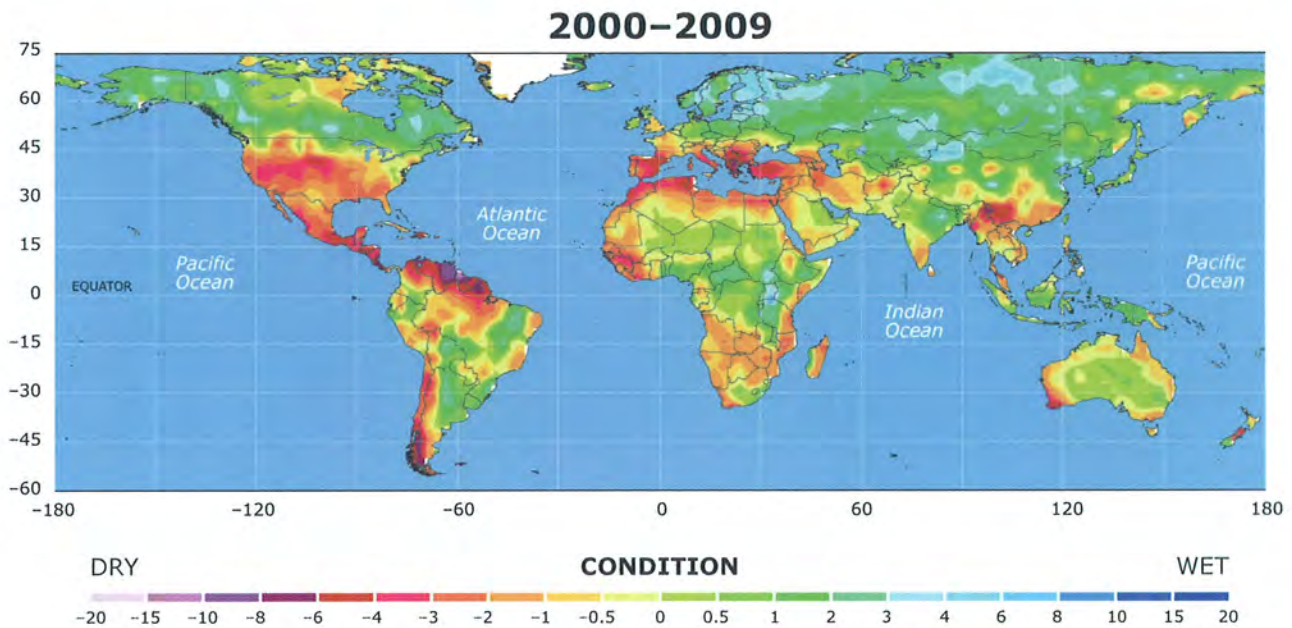 2000–2009
75
60
45
30
15
0
−15
−30
−45
−60
EQUATOR
Pacific
Ocean
Atlantic
Ocean
Indian
Ocean
Pacific
Ocean
−180 −120 −60 0 60 120 180
DRY CONDITION WET
−20 −15 −10 −8 −6 −4 −3 −2 −1 −0.5 0 0.5 1 2 3 4 6 8 10 15 20